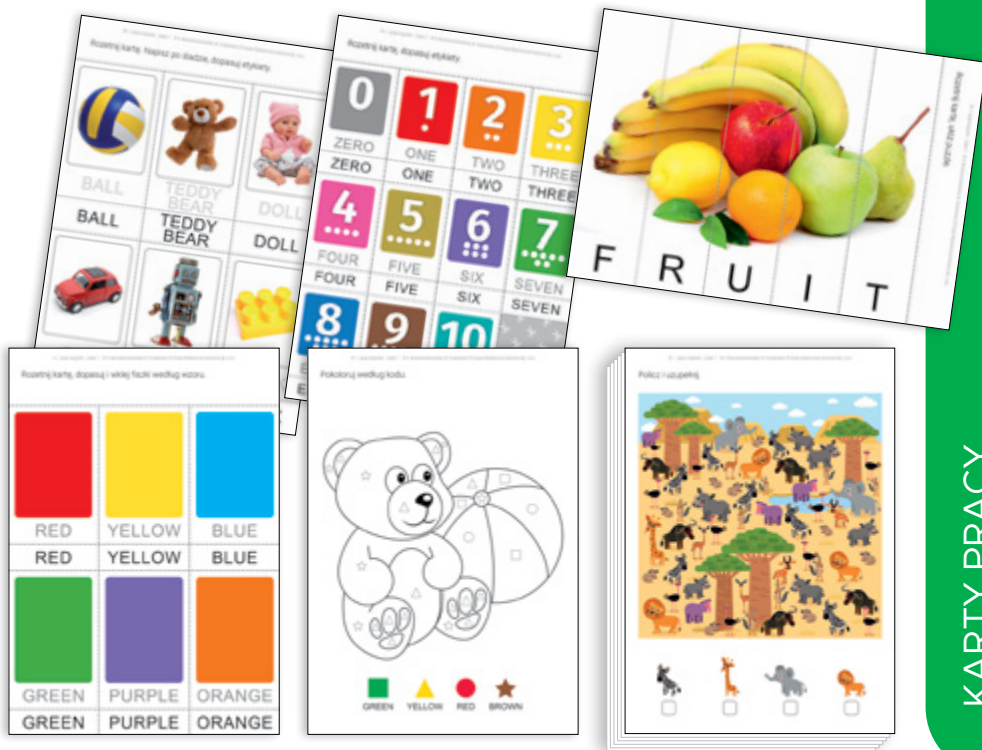 Rozetnij kartę. Napisz po śladzie, dopasuj etykiety.
BALL TEDDY BEAR DOLL
BALL TEDDY BEAR DOLL
Rozetnij kartę, dopasuj etykiety.
0 1 2 3
ZERO ONE TWO THREE
ZERO ONE TWO THREE
4 5 6 7
FOUR FIVE SIX SEVEN
FOUR FIVE SIX SEVEN
8 9 10
F R U I T
Rozetnij kartę, dopasuj i wklej fiszki według wzoru.
RED YELLOW BLUE
RED YELLOW BLUE
GREEN PURPLE ORANGE
GREEN PURPLE ORANGE
Pokoloruj według kodu.
GREEN YELLOW RED BROWN
Policz i uzupełnij.
KARTY PRACY